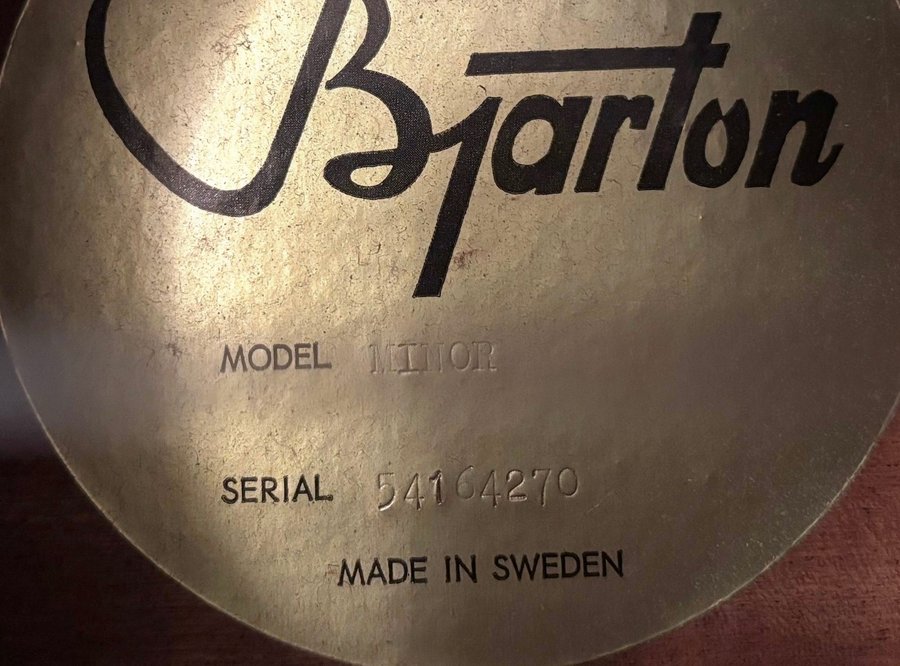 Bjarton
MODEL MINOR
SERIAL 54164270
MADE IN SWEDEN